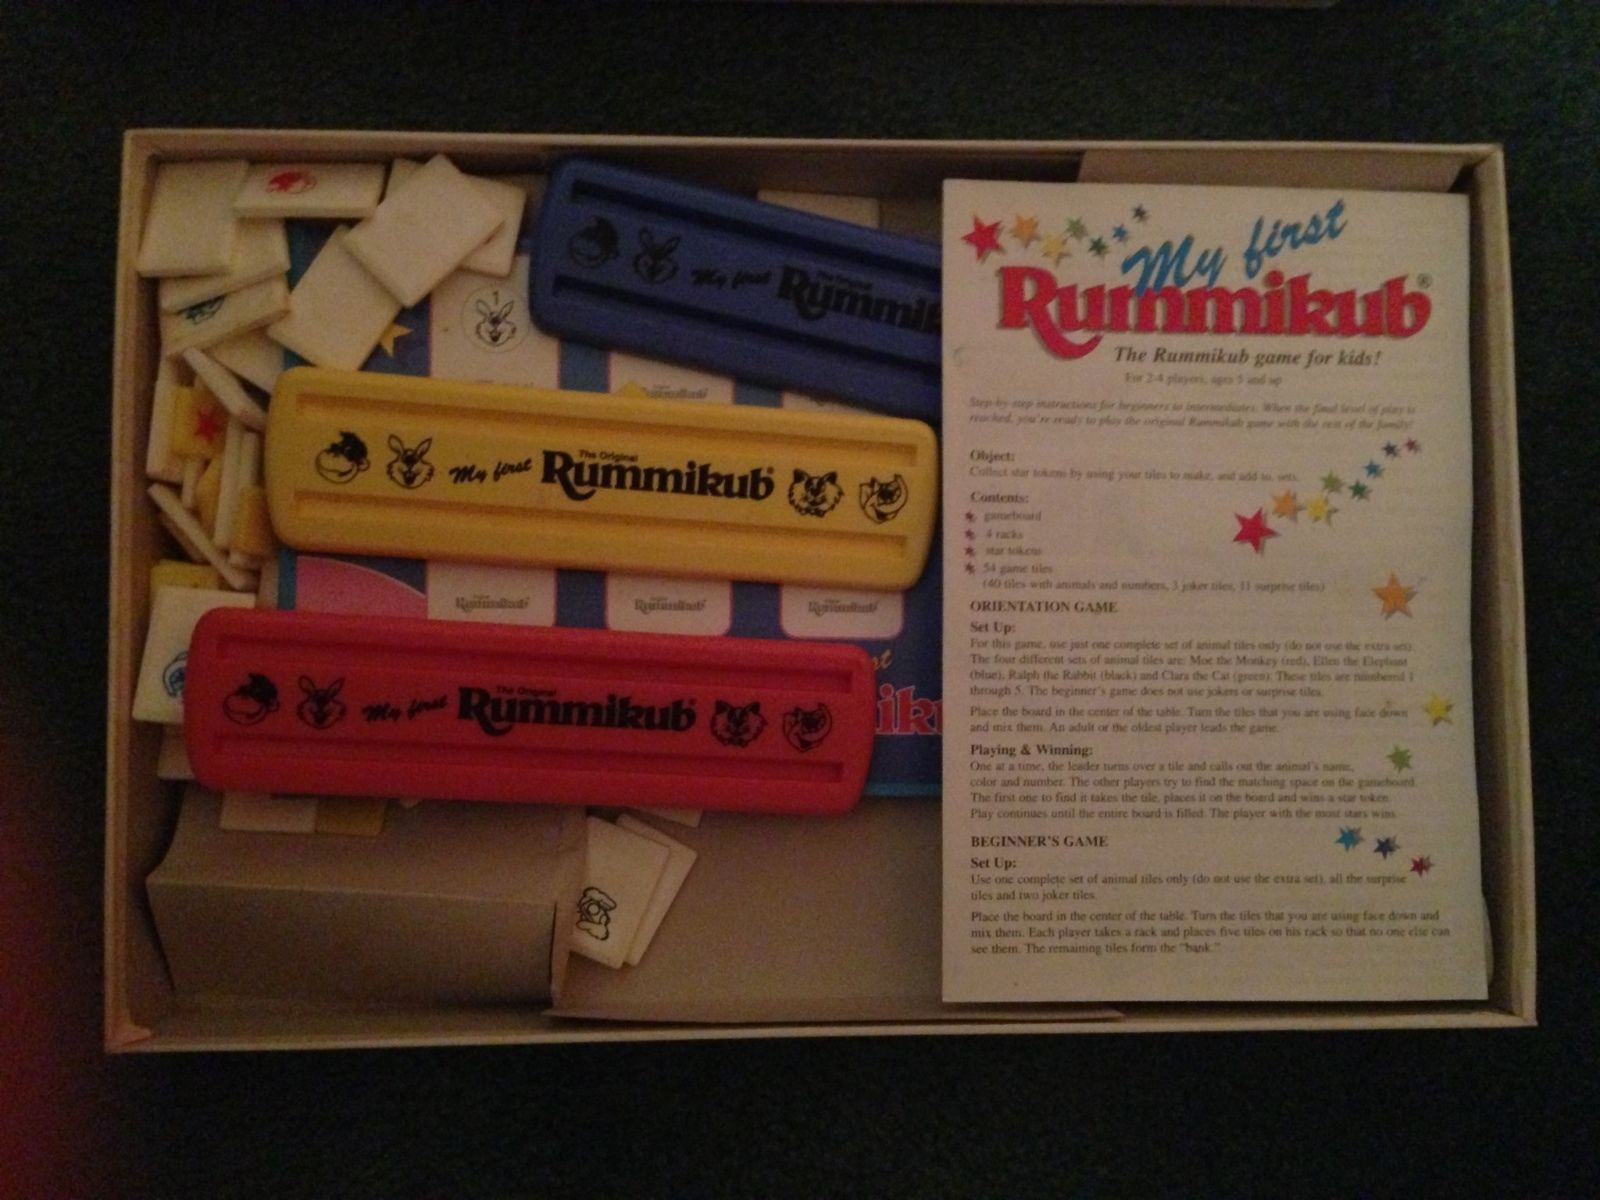 1
My first
The Original
Rummik
Rummikub
The Original
My first Rummikub®
Rummikub
Rummikub
Rummikub
The Original
My first Rummikub®
My first
Rummikub®
The Rummikub game for kids!
For 2-4 players, ages 5 and up
Step-by-step instructions for beginners to intermediates. When the final level of play is
reached, you're ready to play the original Rummikub game with the rest of the family!
Object:
Collect star tokens by using your tiles to make, and add to, sets.
Contents:
gameboard
4 racks
star tokens
54 game tiles
(40 tiles with animals and numbers, 3 joker tiles, 11 surprise tiles)
ORIENTATION GAME
Set Up:
For this game, use just one complete set of animal tiles only (do not use the extra set).
The four different sets of animal tiles are: Moe the Monkey (red), Ellen the Elephant
(blue), Ralph the Rabbit (black) and Clara the Cat (green). These tiles are numbered 1
through 5. The beginner's game does not use jokers or surprise tiles.
Place the board in the center of the table. Turn the tiles that you are using face down
and mix them. An adult or the oldest player leads the game.
Playing & Winning:
One at a time, the leader turns over a tile and calls out the animal's name,
color and number. The other players try to find the matching space on the gameboard.
The first one to find it takes the tile, places it on the board and wins a star token.
Play continues until the entire board is filled. The player with the most stars wins.
BEGINNER'S GAME
Set Up:
Use one complete set of animal tiles only (do not use the extra set), all the surprise
tiles and two joker tiles.
Place the board in the center of the table. Turn the tiles that you are using face down and
mix them. Each player takes a rack and places five tiles on his rack so that no one else can
see them. The remaining tiles form the "bank."